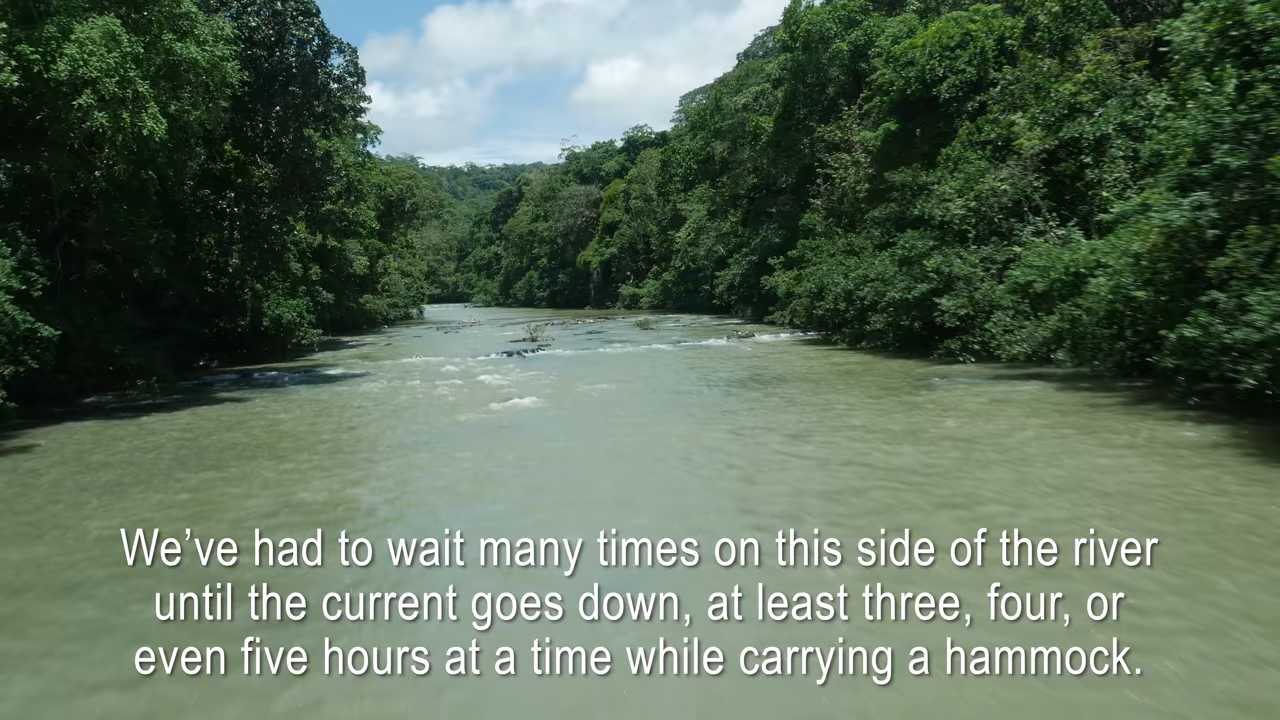 We’ve had to wait many times on this side of the river
until the current goes down, at least three, four, or
even five hours at a time while carrying a hammock.